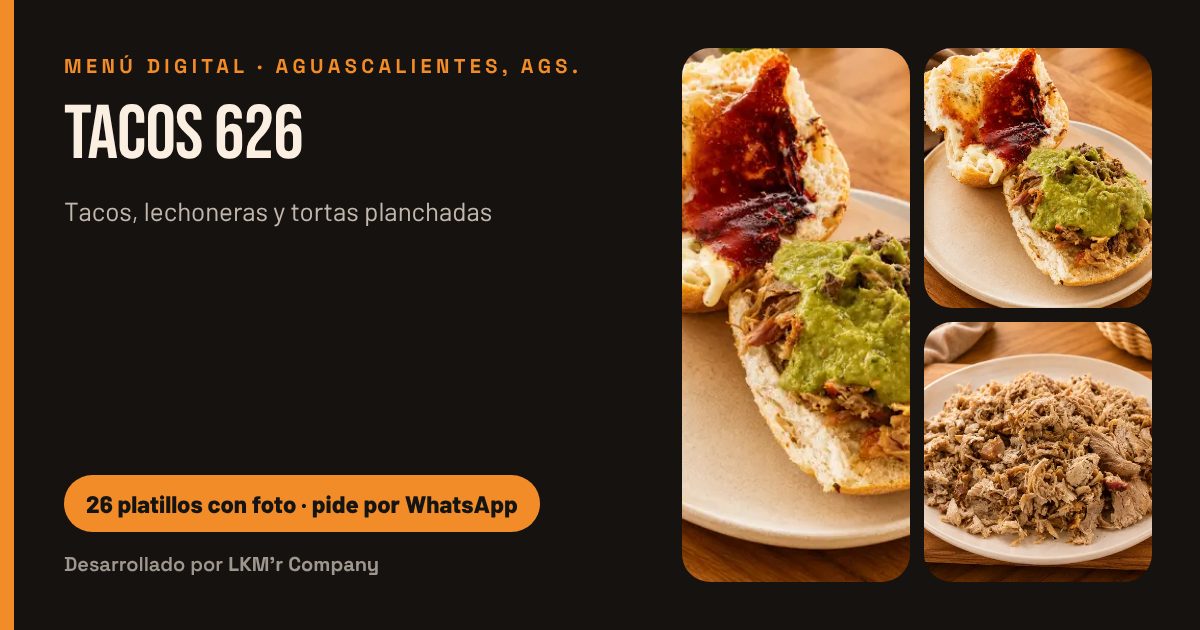 MENÚ DIGITAL · AGUASCALIENTES, AGS.
TACOS 626
Tacos, lechoneras y tortas planchadas
26 platillos con foto · pide por WhatsApp
Desarrollado por LKM’r Company